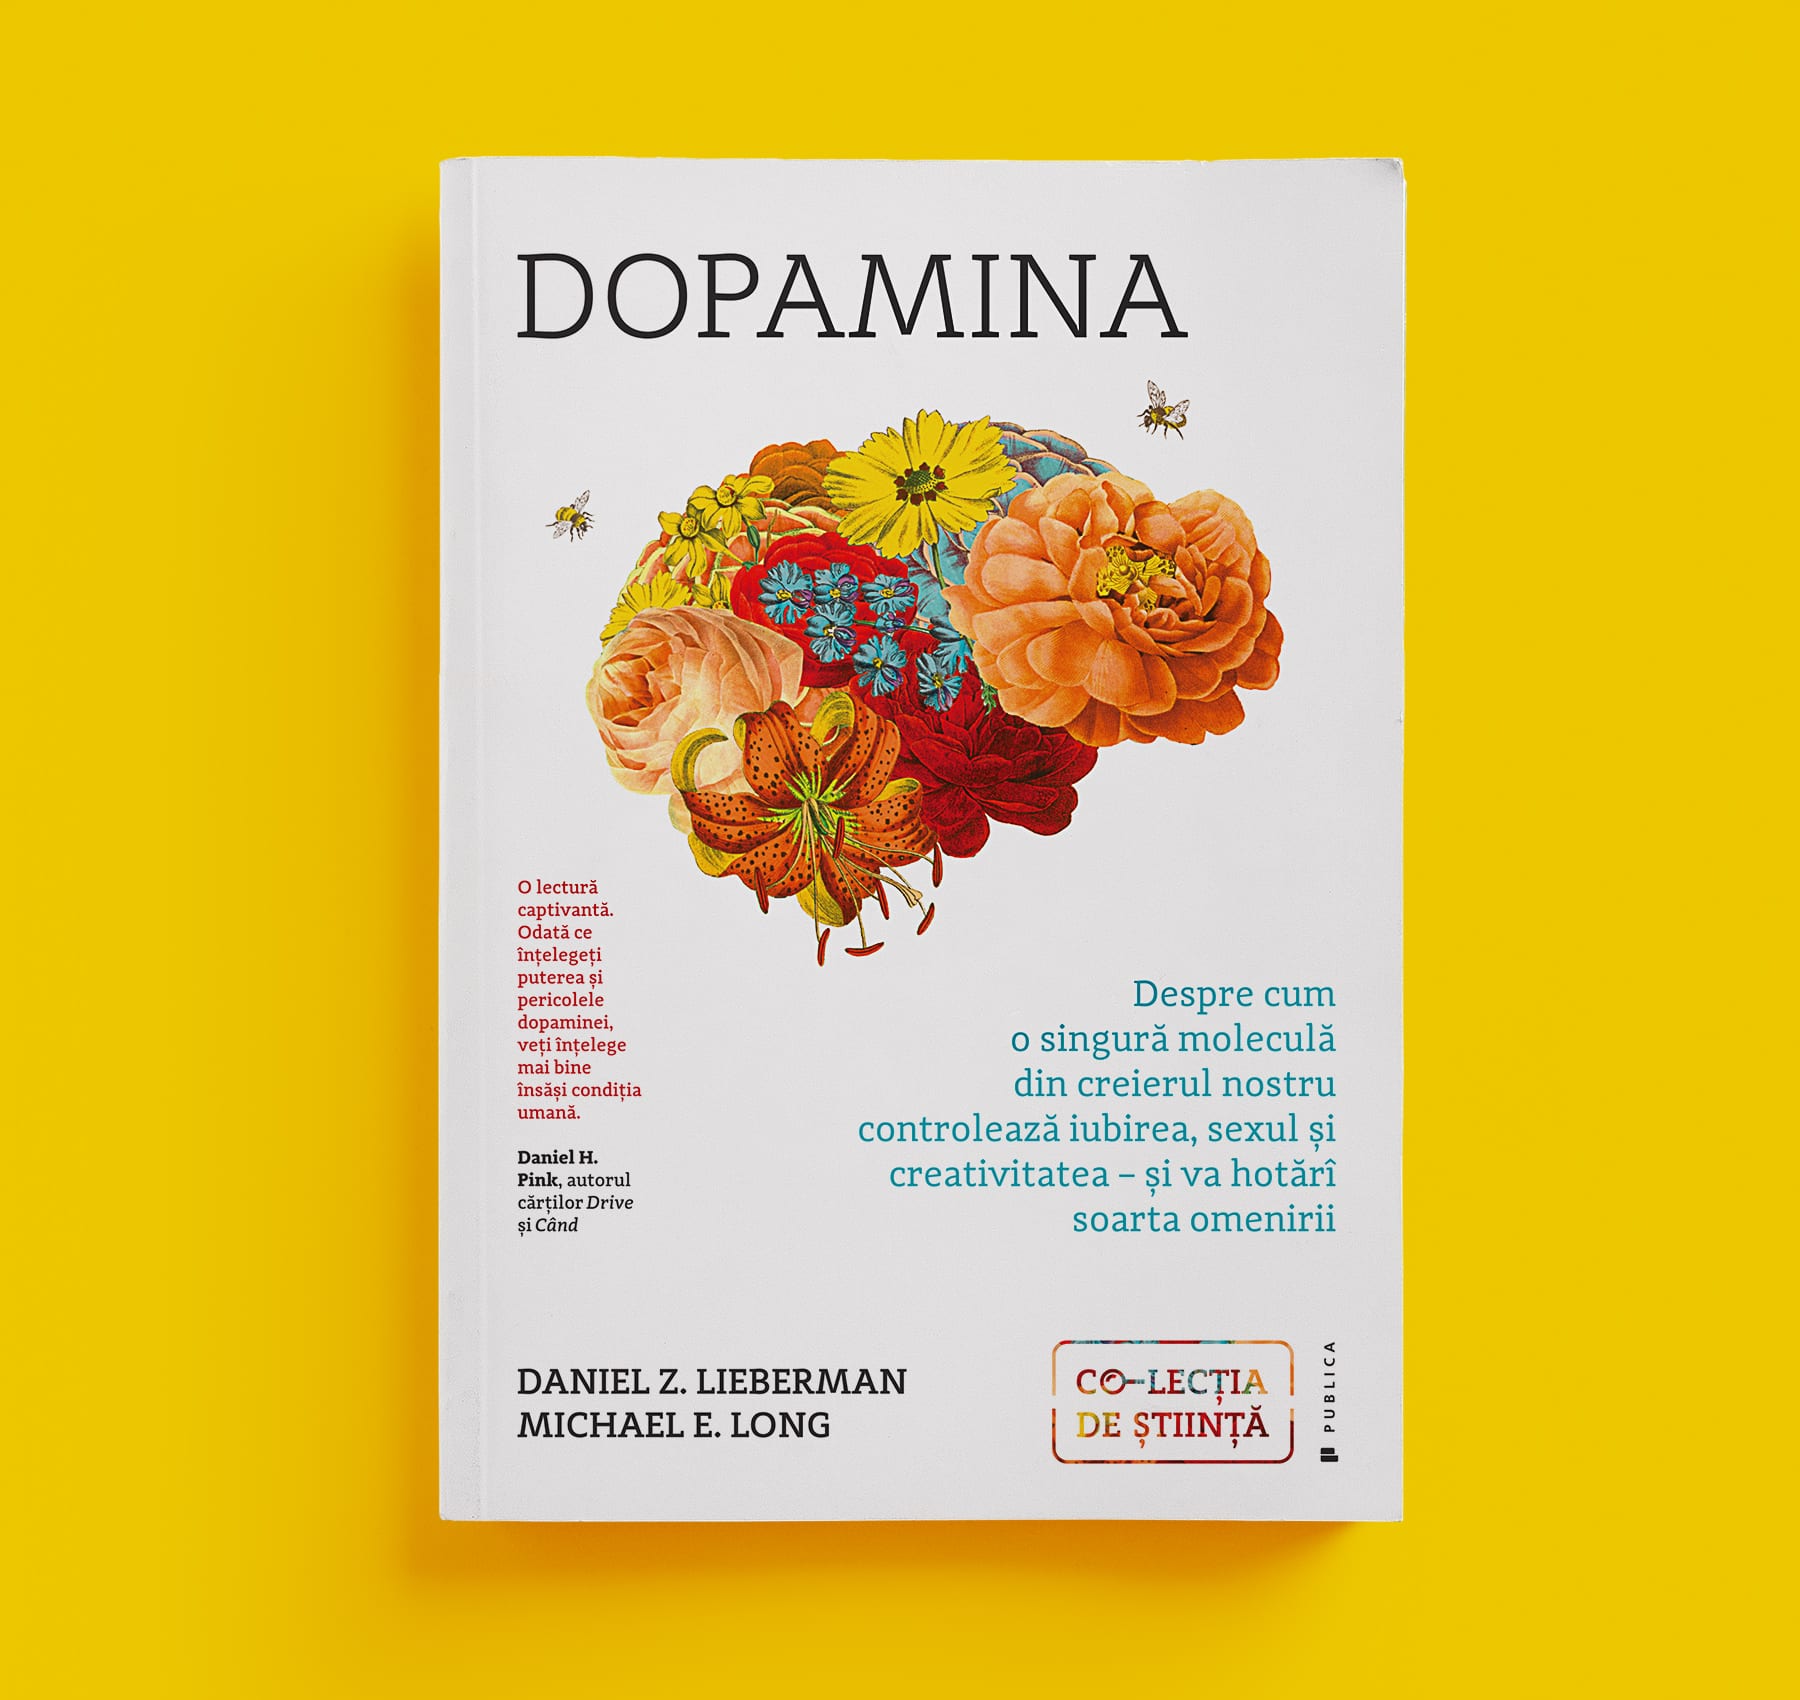 DOPAMINA
O lectură
captivantă.
Odată ce
înțelegeți
puterea și
pericolele
dopaminei,
veți înțelege
mai bine
însăși condiția
umană.
Daniel H.
Pink, autorul
cărților Drive
și Când
Despre cum
o singură moleculă
din creierul nostru
controlează iubirea, sexul și
creativitatea – și va hotărî
soarta omenirii
DANIEL Z. LIEBERMAN
MICHAEL E. LONG
CO-LECȚIA
DE ȘTIINȚĂ
PUBLICA